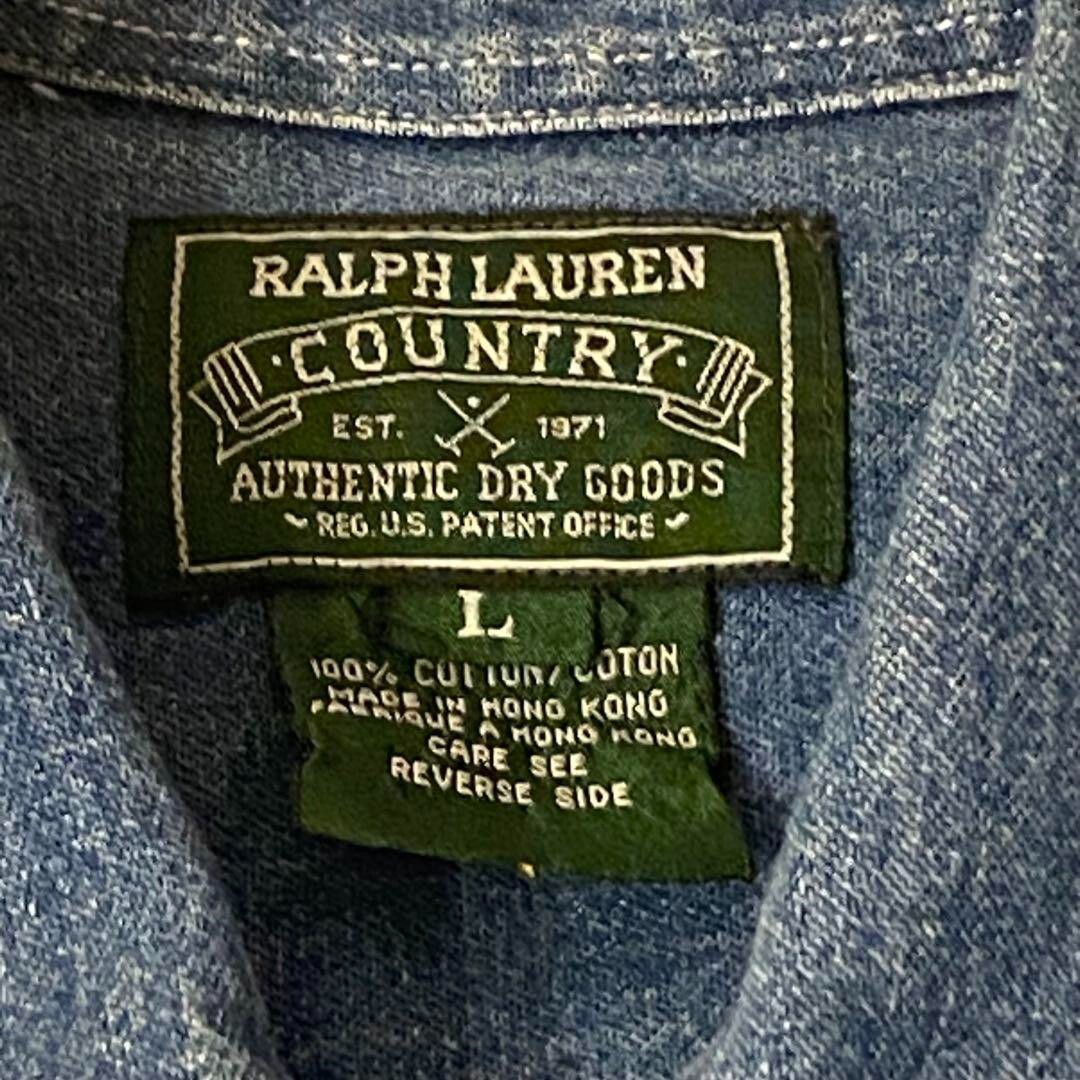 RALPH LAUREN
·COUNTRY·
EST. 1971
AUTHENTIC DRY GOODS
REG. U.S. PATENT OFFICE
L
100% COTTON/COTON
MADE IN HONG KONG
FABRIQUE A HONG KONG
CARE SEE
REVERSE SIDE